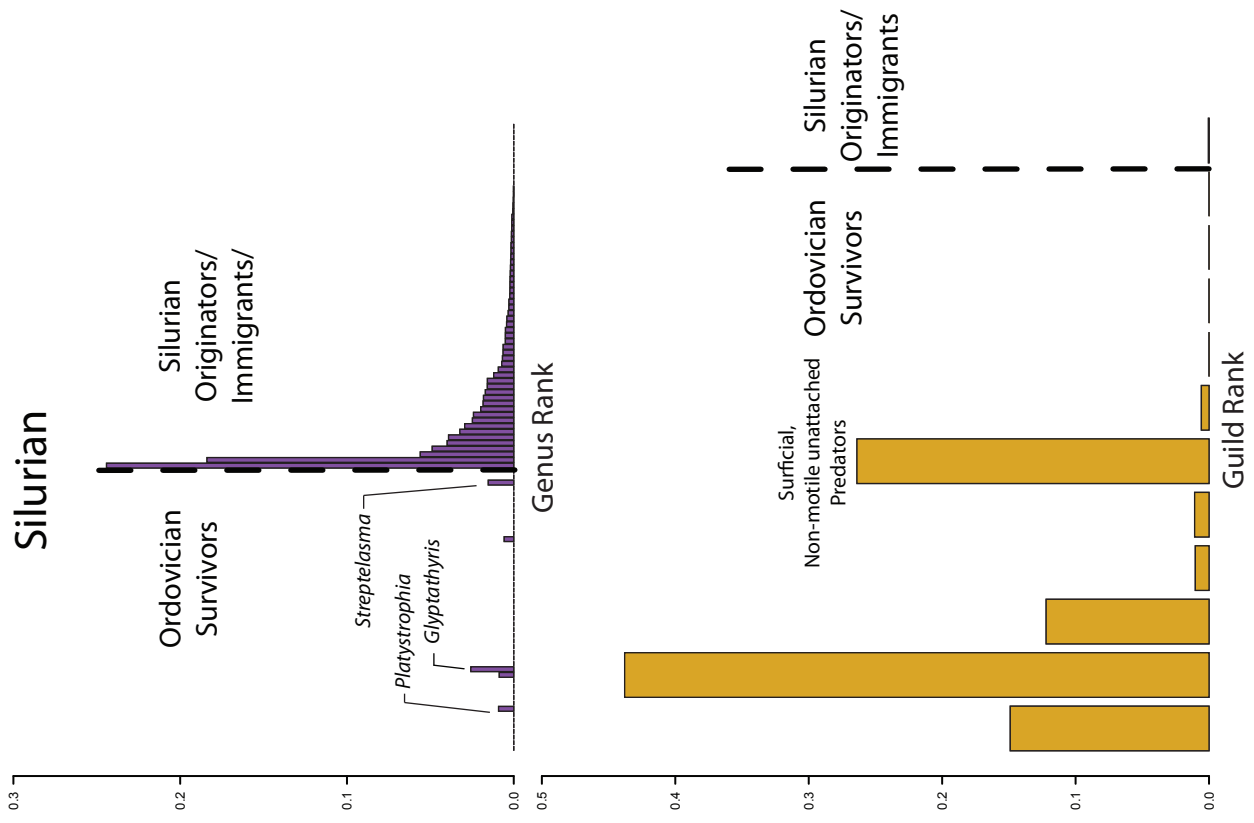 Silurian
0.3
0.2
0.1
0.0
Ordovician
Survivors
Silurian
Originators/
Immigrants/
Streptelasma
Platystrophia
Glyptathyris
Genus Rank
0.5
0.4
0.3
0.2
0.1
0.0
Surficial,
Non-motile unattached
Predators
Ordovician
Survivors
Silurian
Originators/
Immigrants
Guild Rank